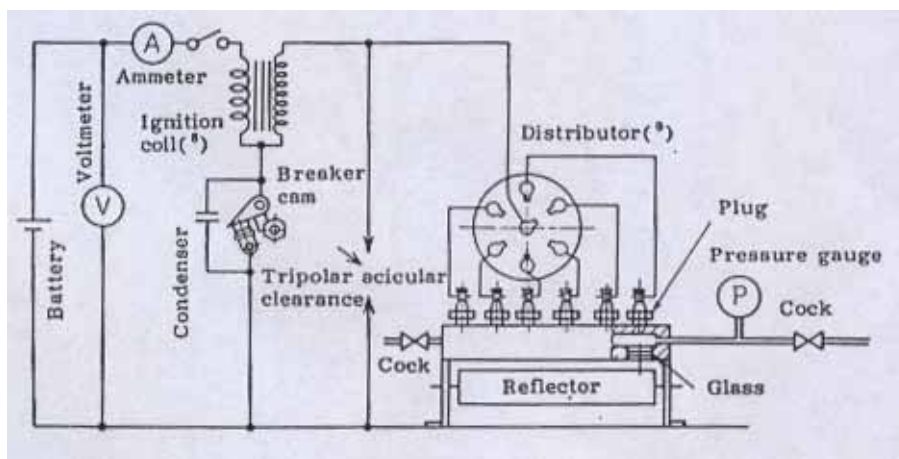 A
Ammeter
Voltmeter
Ignition
coil(⁸)
Distributor(⁹)
Breaker
cam
Plug
V
Condenser
Pressure gauge
Battery
Tripolar acicular
clearance
P
Cock
Cock
Reflector
Glass